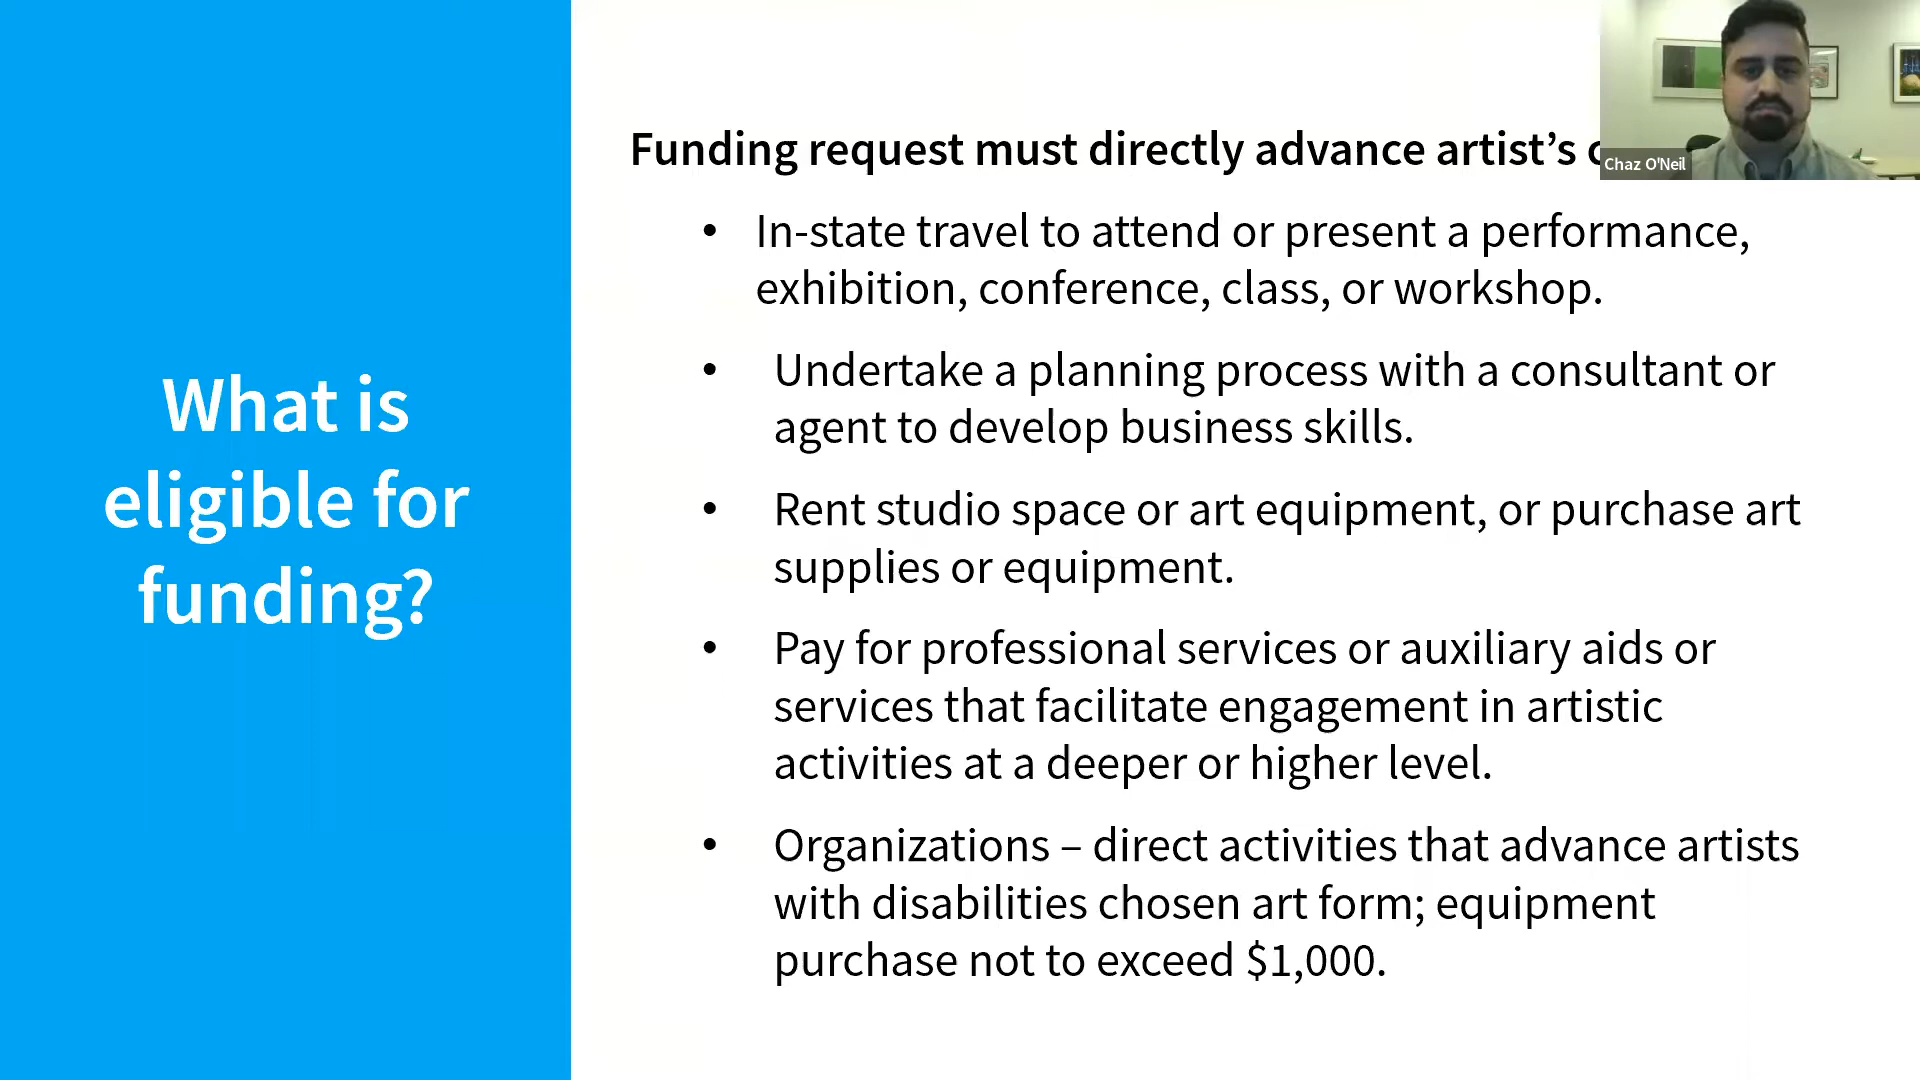 What is
eligible for
funding?
Funding request must directly advance artist’s
Chaz O'Neil
• In-state travel to attend or present a performance,
exhibition, conference, class, or workshop.
• Undertake a planning process with a consultant or
agent to develop business skills.
• Rent studio space or art equipment, or purchase art
supplies or equipment.
• Pay for professional services or auxiliary aids or
services that facilitate engagement in artistic
activities at a deeper or higher level.
• Organizations – direct activities that advance artists
with disabilities chosen art form; equipment
purchase not to exceed $1,000.